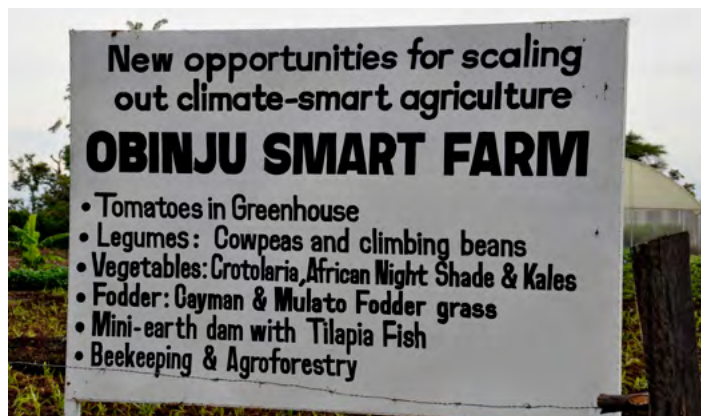 New opportunities for scaling
out climate-smart agriculture
OBINJU SMART FARM
• Tomatoes in Greenhouse
• Legumes: Cowpeas and climbing beans
• Vegetables: Crotolaria, African Night Shade & Kales
• Fodder: Cayman & Mulato Fodder grass
• Mini-earth dam with Tilapia Fish
• Beekeeping & Agroforestry